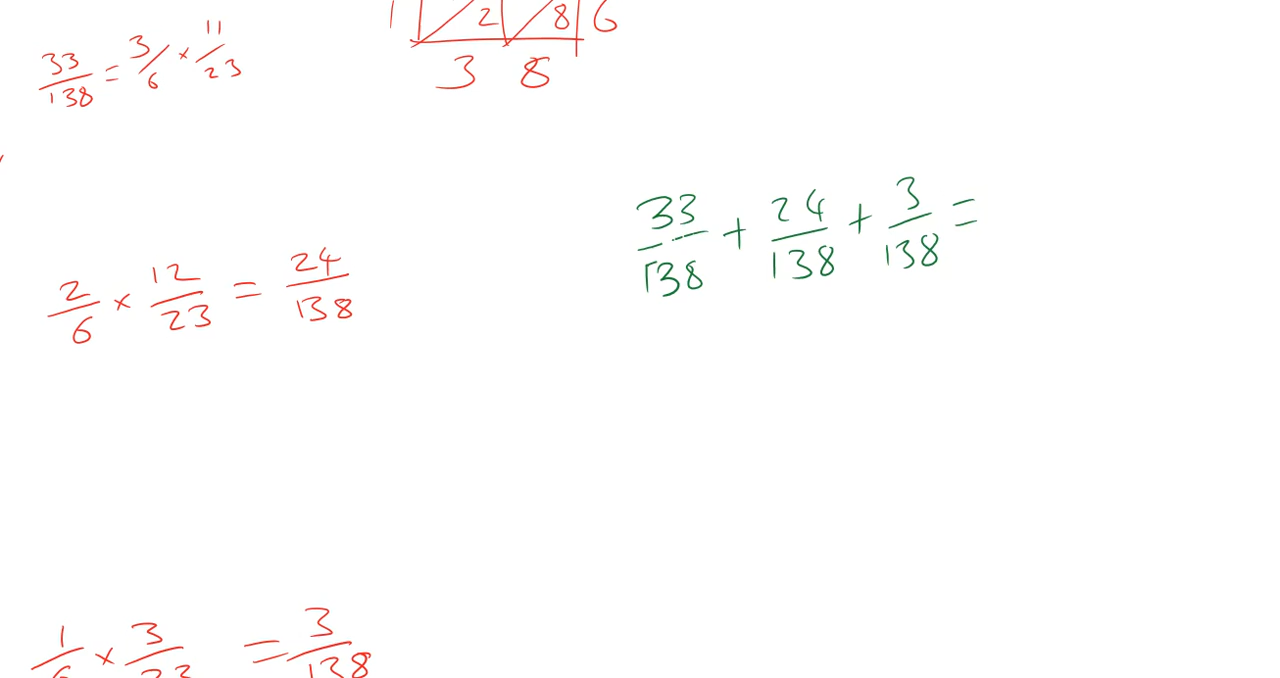 33/138 = 3/6 × 11/23
1 2 8 6
3 8
33/138 + 24/138 + 3/138 =
2/6 × 12/23 = 24/138
1/6 × 3/23 = 3/138